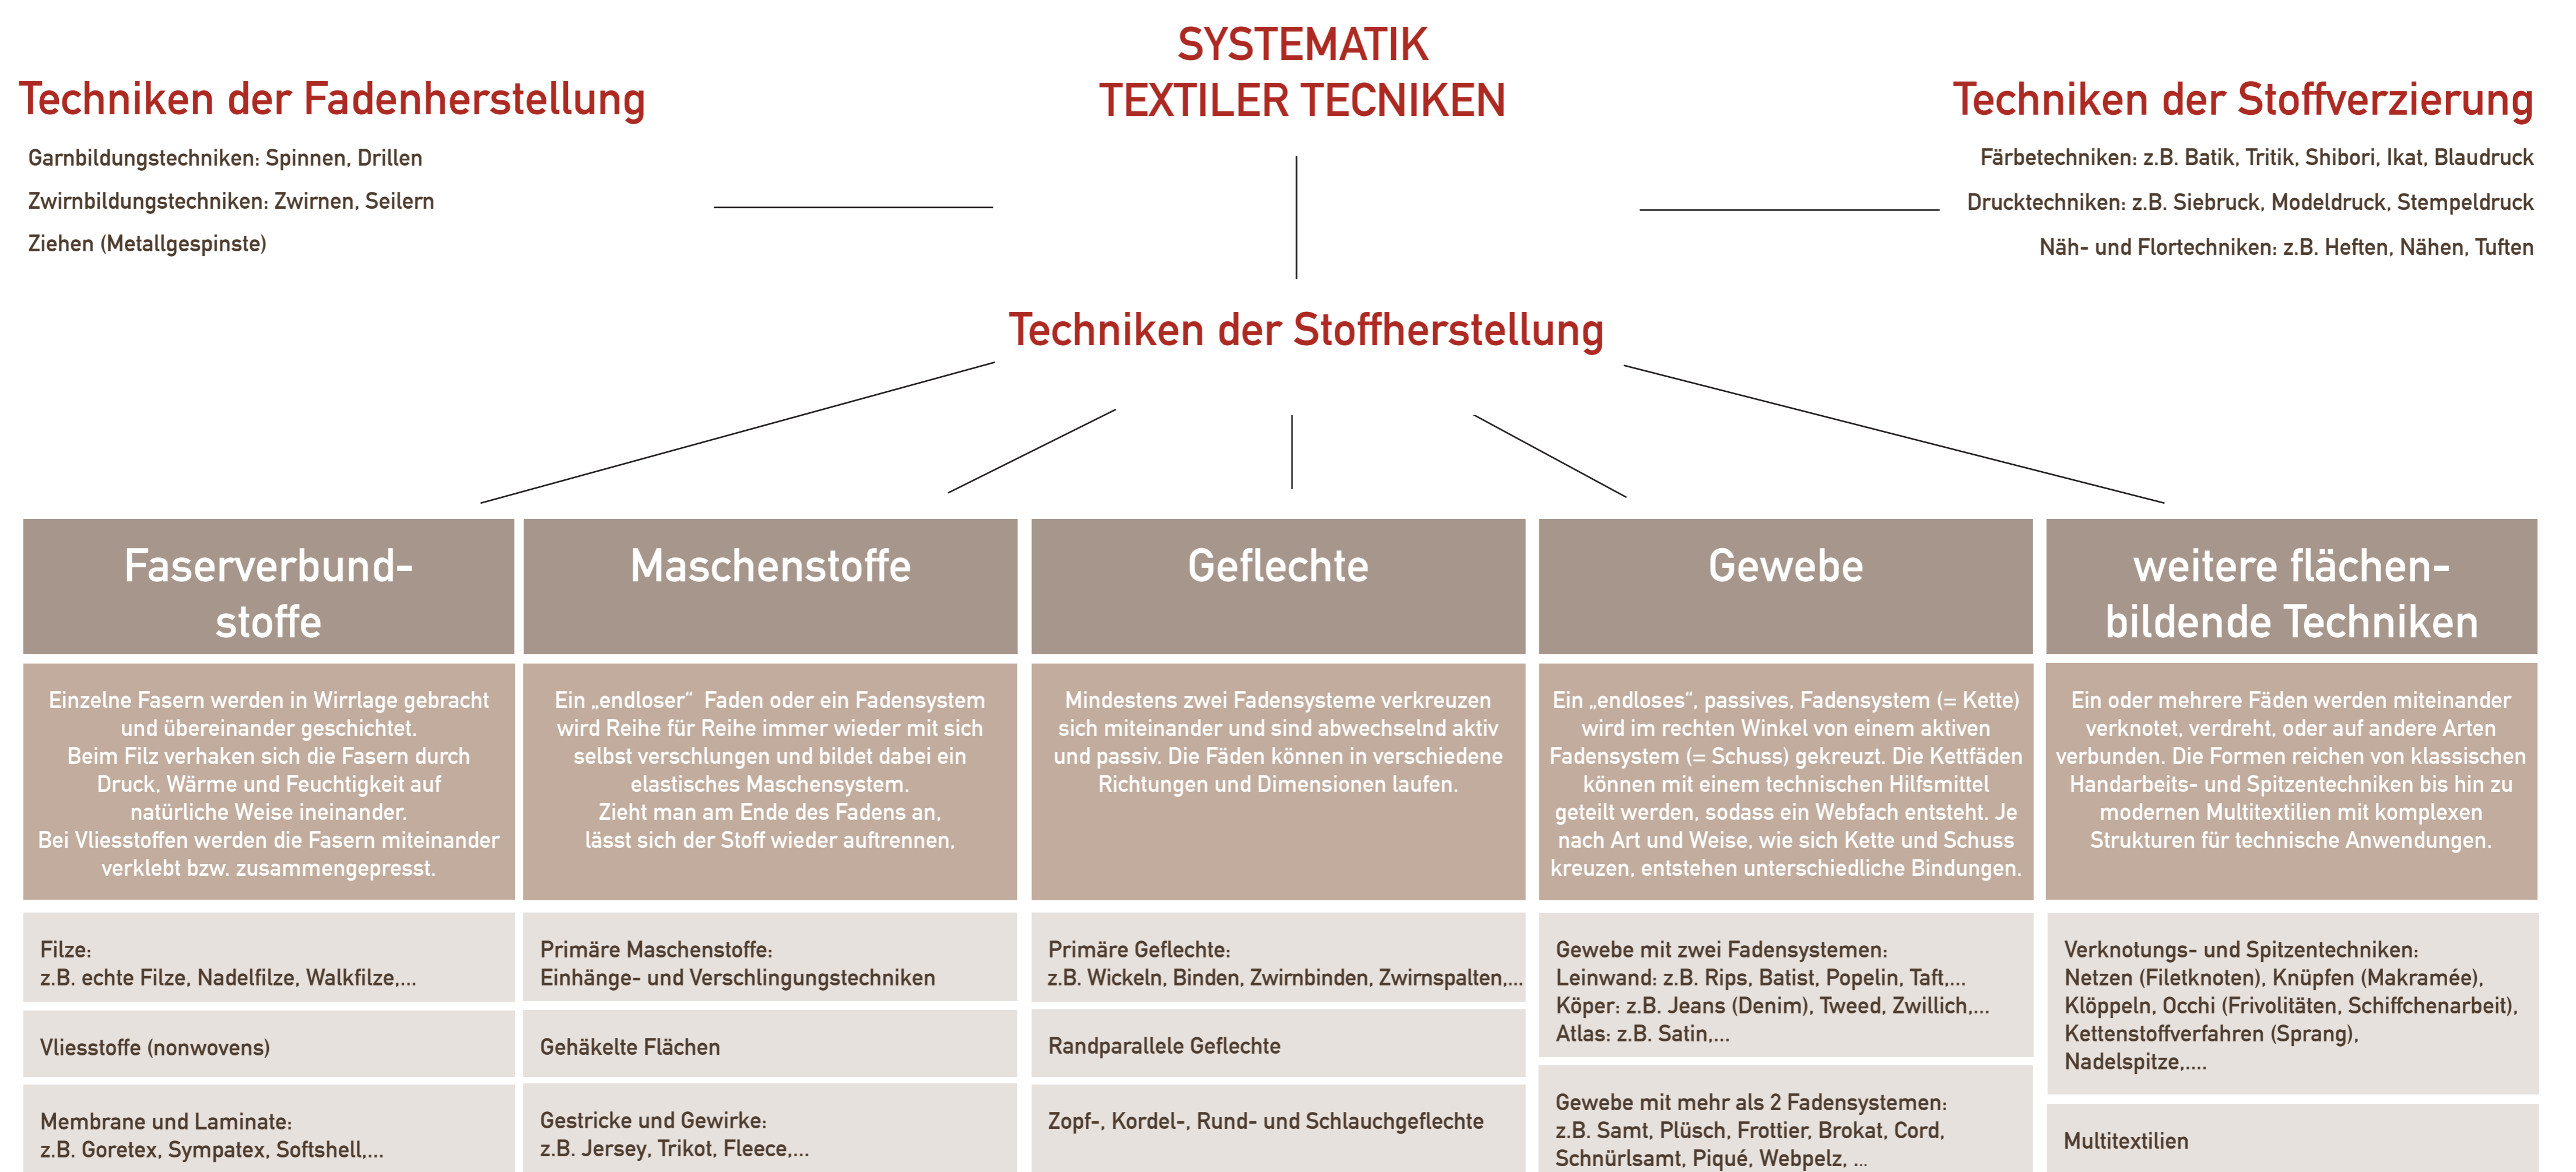 SYSTEMATIK
TEXTILER TECNIKEN
Techniken der Fadenherstellung
Garnbildungstechniken: Spinnen, Drillen
Zwirnbildungstechniken: Zwirnen, Seilern
Ziehen (Metallgespinste)
Techniken der Stoffverzierung
Färbetechniken: z.B. Batik, Tritik, Shibori, Ikat, Blaudruck
Drucktechniken: z.B. Siebruck, Modeldruck, Stempeldruck
Näh- und Flortechniken: z.B. Heften, Nähen, Tuften
Techniken der Stoffherstellung
Faserverbund-
stoffe
Einzelne Fasern werden in Wirrlage gebracht
und übereinander geschichtet.
Beim Filz verhaken sich die Fasern durch
Druck, Wärme und Feuchtigkeit auf
natürliche Weise ineinander.
Bei Vliesstoffen werden die Fasern miteinander
verklebt bzw. zusammengepresst.
Filze:
z.B. echte Filze, Nadelfilze, Walkfilze,...
Vliesstoffe (nonwovens)
Membrane und Laminate:
z.B. Goretex, Sympatex, Softshell,...
Maschenstoffe
Ein „endloser“ Faden oder ein Fadensystem
wird Reihe für Reihe immer wieder mit sich
selbst verschlungen und bildet dabei ein
elastisches Maschensystem.
Zieht man am Ende des Fadens an,
lässt sich der Stoff wieder auftrennen,
Primäre Maschenstoffe:
Einhänge- und Verschlingungstechniken
Gehäkelte Flächen
Gestricke und Gewirke:
z.B. Jersey, Trikot, Fleece,...
Geflechte
Mindestens zwei Fadensysteme verkreuzen
sich miteinander und sind abwechselnd aktiv
und passiv. Die Fäden können in verschiedene
Richtungen und Dimensionen laufen.
Primäre Geflechte:
z.B. Wickeln, Binden, Zwirnbinden, Zwirnspalten,...
Randparallele Geflechte
Zopf-, Kordel-, Rund- und Schlauchgeflechte
Gewebe
Ein „endloses“, passives, Fadensystem (= Kette)
wird im rechten Winkel von einem aktiven
Fadensystem (= Schuss) gekreuzt. Die Kettfäden
können mit einem technischen Hilfsmittel
geteilt werden, sodass ein Webfach entsteht. Je
nach Art und Weise, wie sich Kette und Schuss
kreuzen, entstehen unterschiedliche Bindungen.
Gewebe mit zwei Fadensystemen:
Leinwand: z.B. Rips, Batist, Popelin, Taft,...
Köper: z.B. Jeans (Denim), Tweed, Zwillich,...
Atlas: z.B. Satin,...
Gewebe mit mehr als 2 Fadensystemen:
z.B. Samt, Plüsch, Frottier, Brokat, Cord,
Schnürlsamt, Piqué, Webpelz, ...
weitere flächen-
bildende Techniken
Ein oder mehrere Fäden werden miteinander
verknotet, verdreht, oder auf andere Arten
verbunden. Die Formen reichen von klassischen
Handarbeits- und Spitzentechniken bis hin zu
modernen Multitextilien mit komplexen
Strukturen für technische Anwendungen.
Verknotungs- und Spitzentechniken:
Netzen (Filetknoten), Knüpfen (Makramée),
Klöppeln, Occhi (Frivolitäten, Schiffchenarbeit),
Kettenstoffverfahren (Sprang),
Nadelspitze,....
Multitextilien